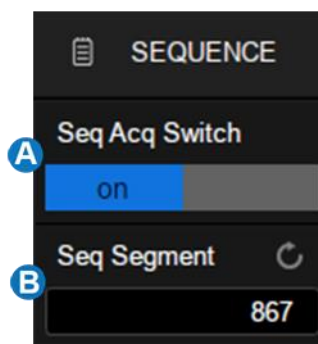 SEQUENCE
Seq Acq Switch
A
on
Seq Segment
B
867